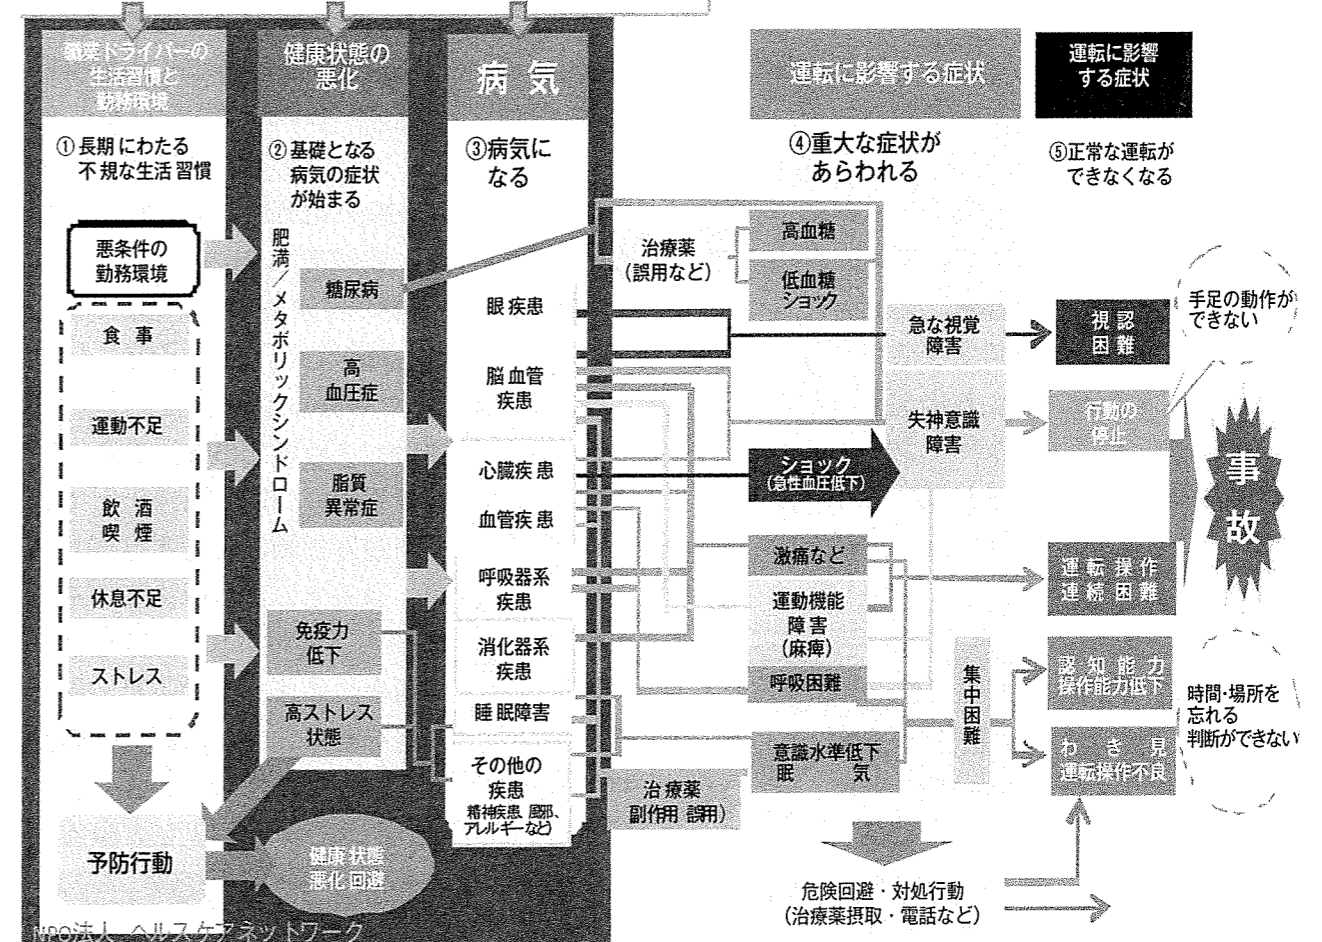 職業ドライバーの
生活習慣と
勤務環境
健康状態の
悪化
病気
運転に影響する症状
運転に影響
する症状
①長期にわたる
不規な生活習慣
②基礎となる
病気の症状
が始まる
③病気に
なる
④重大な症状が
あらわれる
⑤正常な運転が
できなくなる
悪条件の
勤務環境
食事
運動不足
飲酒
喫煙
休息不足
ストレス
予防行動
肥満/メタボリックシンドローム
糖尿病
高
血圧症
脂質
異常症
免疫力
低下
高ストレス
状態
健康状態
悪化回避
眼疾患
脳血管
疾患
心臓疾患
血管疾患
呼吸器系
疾患
消化器系
疾患
睡眠障害
その他の
疾患
精神疾患、風邪、
アレルギーなど)
治療薬
(誤用など)
治療薬
副作用 誤用)
高血糖
低血糖
ショック
急な視覚
障害
失神意識
障害
ショック
(急性血圧低下)
激痛など
運動機能
障害
(麻痺)
呼吸困難
意識水準低下
眠気
集中困難
危険回避・対処行動
(治療薬摂取・電話など)
視認
困難
行動の
停止
運転操作
連続困難
認知能力
操作能力低下
わき見
運転操作不良
手足の動作が
できない
事故
時間・場所を
忘れる
判断ができない
NPO法人 ヘルスケアネットワーク